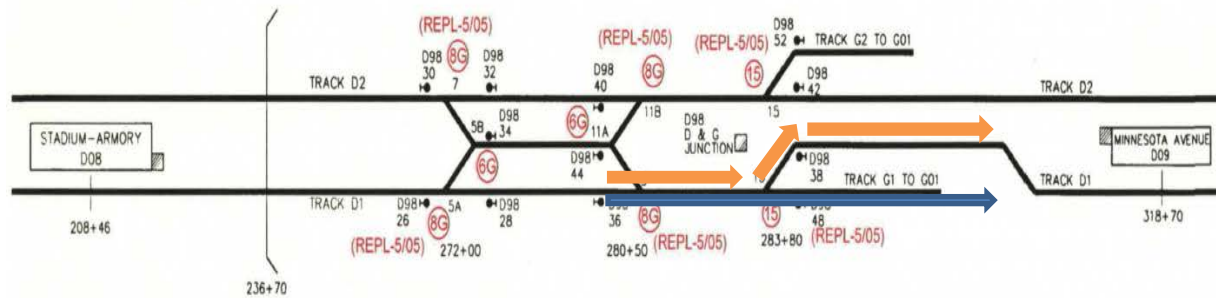 (REPL-5/05)
(REPL-5/05)
(REPL-5/05)
D98
52
TRACK G2 TO G01
D98
30
8G
7
D98
32
D98
40
8G
15
D98
42
TRACK D2
6G
11B
15
TRACK D2
5B
D98
34
11A
D98
D & G
JUNCTION
STADIUM-ARMORY
D08
MINNESOTA AVENUE
D09
6G
D98
44
D98
38
TRACK G1 TO G01
TRACK D1
TRACK D1
D98
26
8G
5A
D98
28
36
8G
15
48
208+46
(REPL-5/05)
272+00
280+50
(REPL-5/05)
283+80
(REPL-5/05)
318+70
236+70